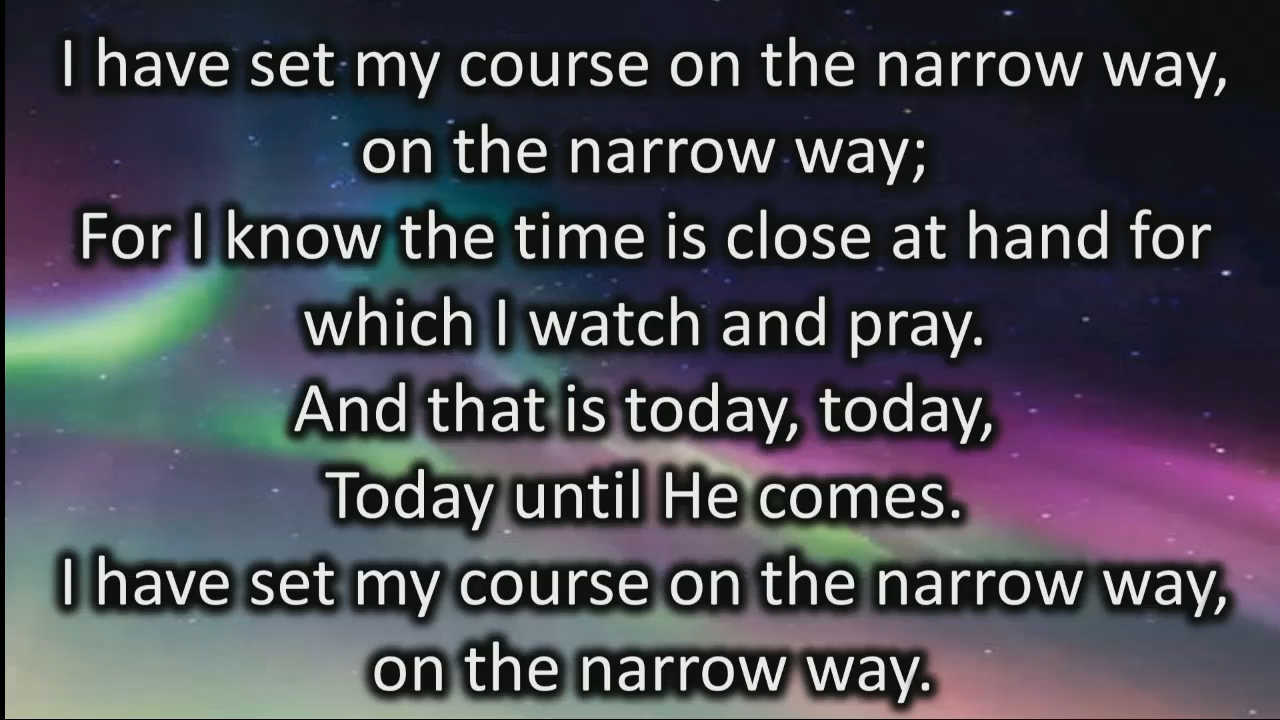 I have set my course on the narrow way,
on the narrow way;
For I know the time is close at hand for
which I watch and pray.
And that is today, today,
Today until He comes.
I have set my course on the narrow way,
on the narrow way.